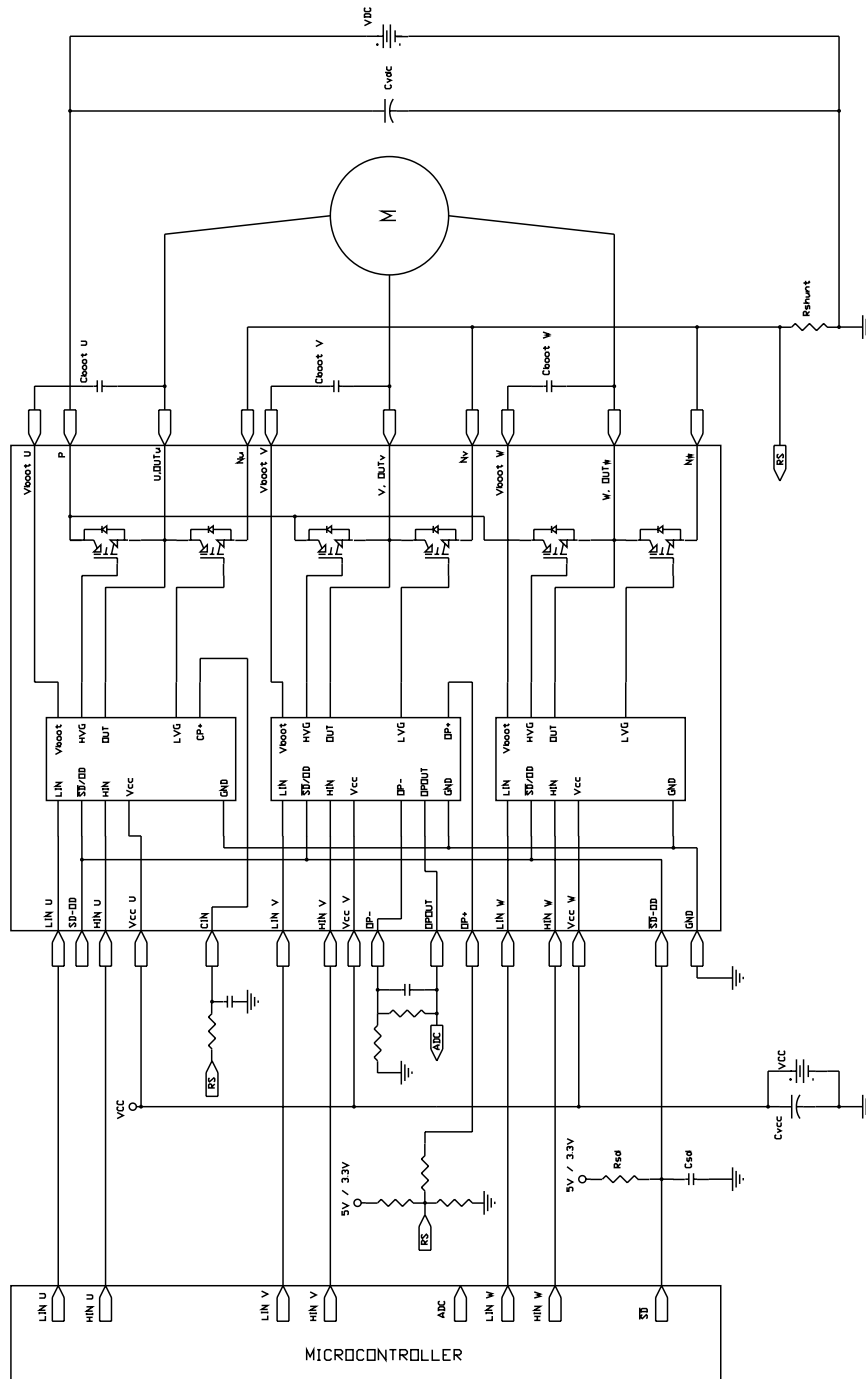 VDC
Cvdc
M
Rshunt
Cboot U
Cboot V
Cboot W
RS
Vboot U
P
U,OUTu
Nu
Vboot V
V, OUTv
Nv
Vboot W
W, OUTw
Nw
Vboot
HVG
OUT
LVG
CP+
Vboot
HVG
OUT
LVG
OP+
Vboot
HVG
OUT
LVG
LIN
SD/OD
HIN
Vcc
GND
LIN
SD/OD
HIN
Vcc
OP-
OPOUT
GND
LIN
SD/OD
HIN
Vcc
GND
LIN U
SD-OD
HIN U
Vcc U
CIN
LIN V
HIN V
Vcc V
OP-
OPOUT
OP+
LIN W
HIN W
Vcc W
SD-OD
GND
RS
ADC
VCC
VCC
Cvcc
5V / 3.3V
RS
5V / 3.3V
Rsd
Csd
LIN U
HIN U
LIN V
HIN V
ADC
LIN W
HIN W
SD
MICROCONTROLLER